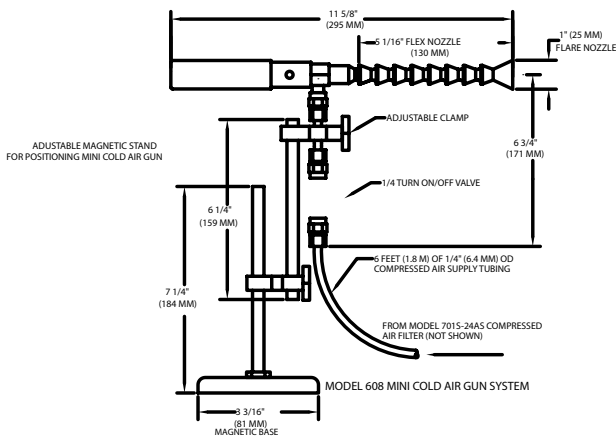 11 5/8"
(295 MM)
5 1/16" FLEX NOZZLE
(130 MM)
1" (25 MM)
FLARE NOZZLE
ADJUSTABLE CLAMP
ADUSTABLE MAGNETIC STAND
FOR POSITIONING MINI COLD AIR GUN
6 3/4"
(171 MM)
1/4 TURN ON/OFF VALVE
6 1/4"
(159 MM)
6 FEET (1.8 M) OF 1/4" (6.4 MM) OD
COMPRESSED AIR SUPPLY TUBING
7 1/4"
(184 MM)
FROM MODEL 701S-24AS COMPRESSED
AIR FILTER (NOT SHOWN)
MODEL 608 MINI COLD AIR GUN SYSTEM
3 3/16"
(81 MM)
MAGNETIC BASE